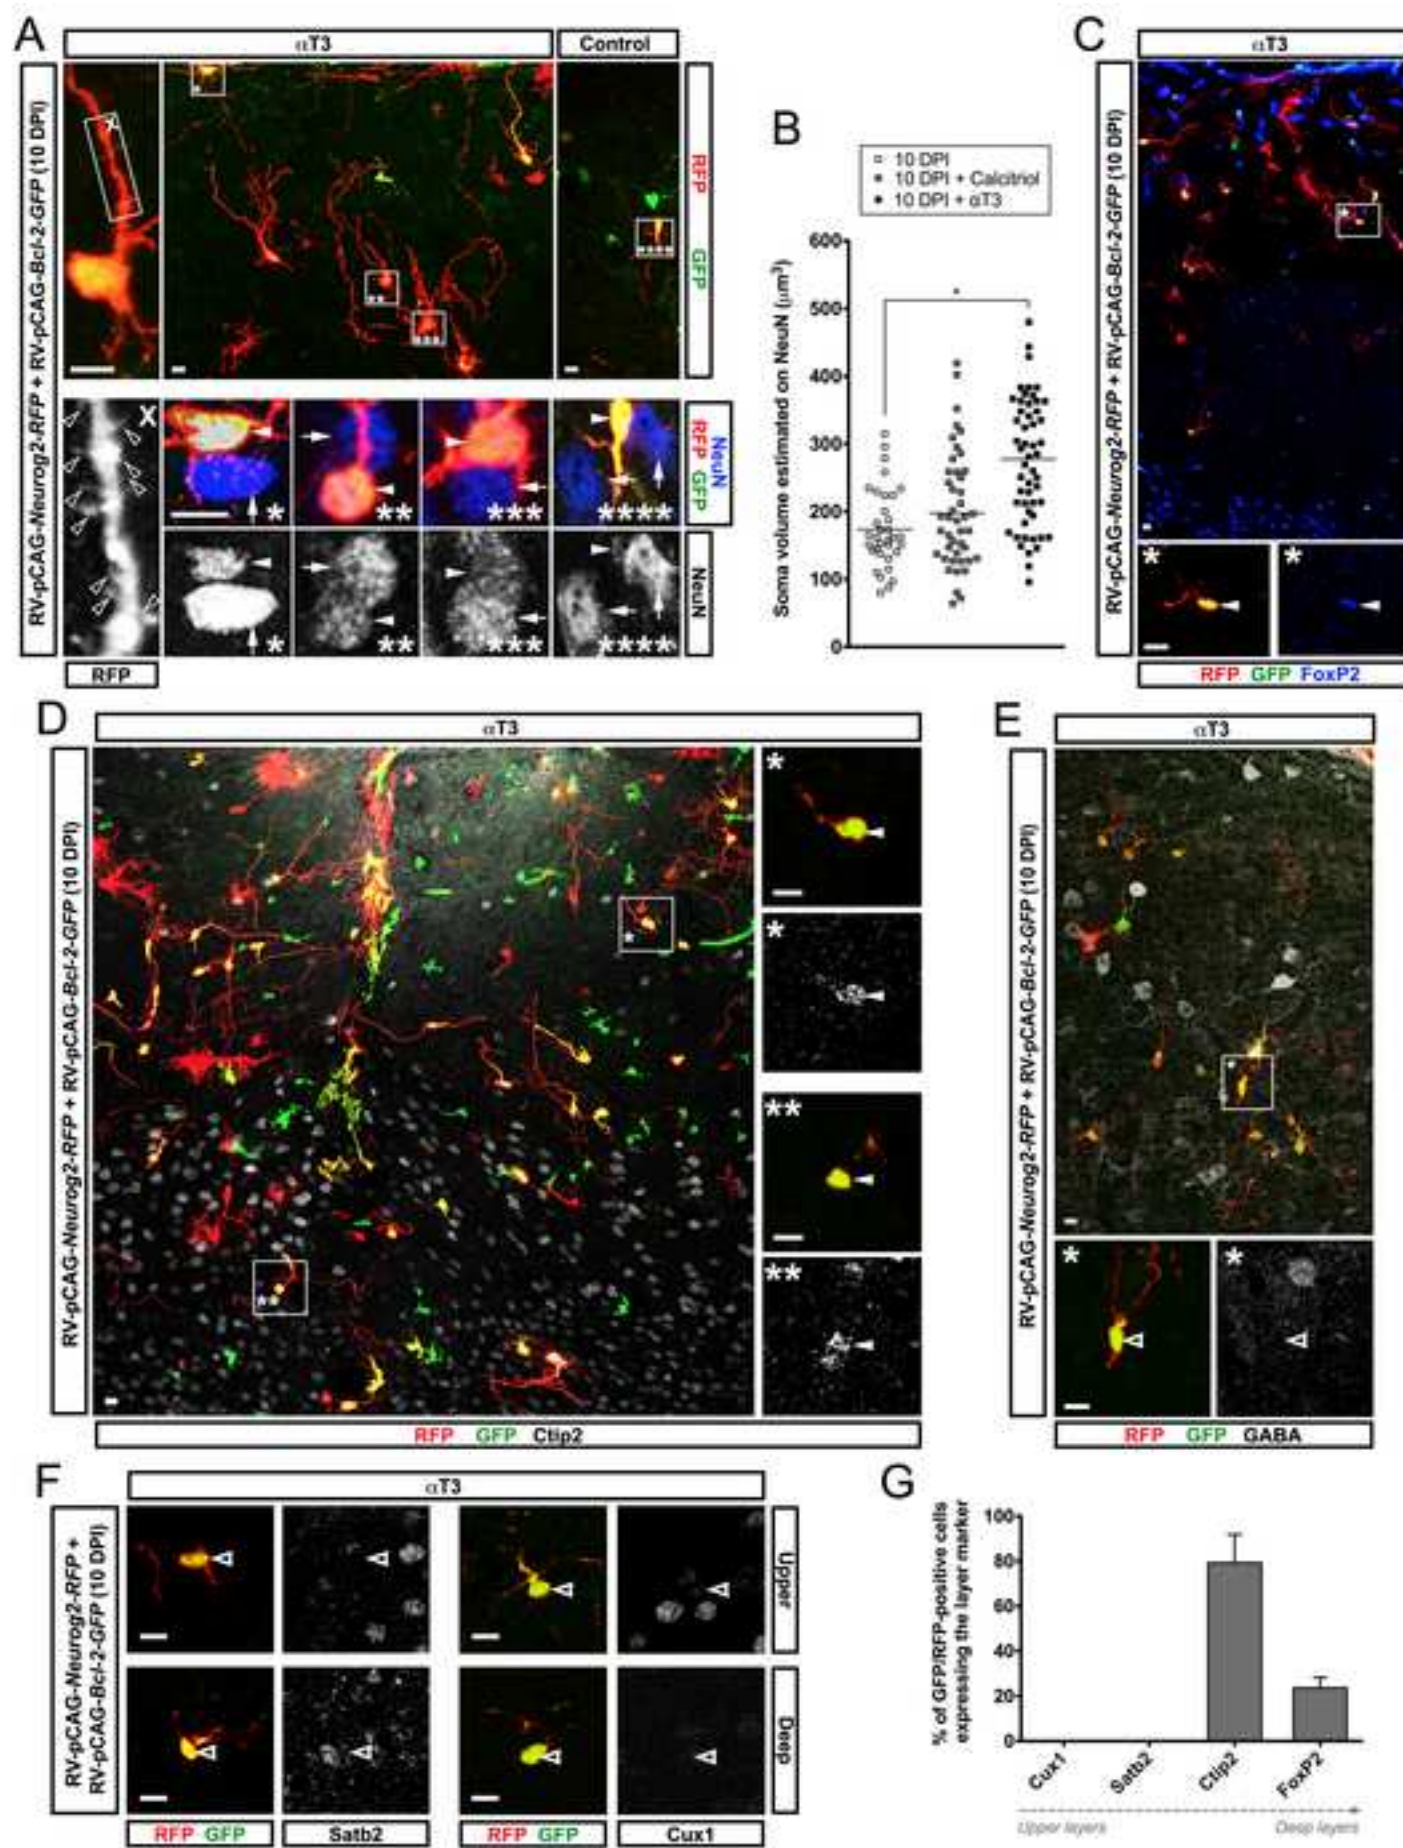 A
αT3
Control
RV-pCAG-Neurog2-RFP + RV-pCAG-Bcl-2-GFP (10 DPI)
RFP GFP
X
*
**
***
****
X
NeuN
RFP GFP
*
**
***
****
NeuN
*
**
***
****
RFP
B
10 DPI
10 DPI + Calcitriol
10 DPI + αT3
Soma volume estimated on NeuN (μm³)
600
500
400
300
200
100
0
*
C
αT3
RV-pCAG-Neurog2-RFP + RV-pCAG-Bcl-2-GFP (10 DPI)
*
*
*
RFP GFP FoxP2
D
αT3
RV-pCAG-Neurog2-RFP + RV-pCAG-Bcl-2-GFP (10 DPI)
*
**
*
*
**
**
RFP GFP Ctip2
E
αT3
RV-pCAG-Neurog2-RFP + RV-pCAG-Bcl-2-GFP (10 DPI)
*
*
*
RFP GFP GABA
F
αT3
RV-pCAG-Neurog2-RFP +
RV-pCAG-Bcl-2-GFP (10 DPI)
Upper
Deep
RFP GFP
Satb2
RFP GFP
Cux1
G
% of GFP/RFP-positive cells
expressing the layer marker
100
80
60
40
20
0
Cux1
Satb2
Ctip2
FoxP2
Upper layers
Deep layers